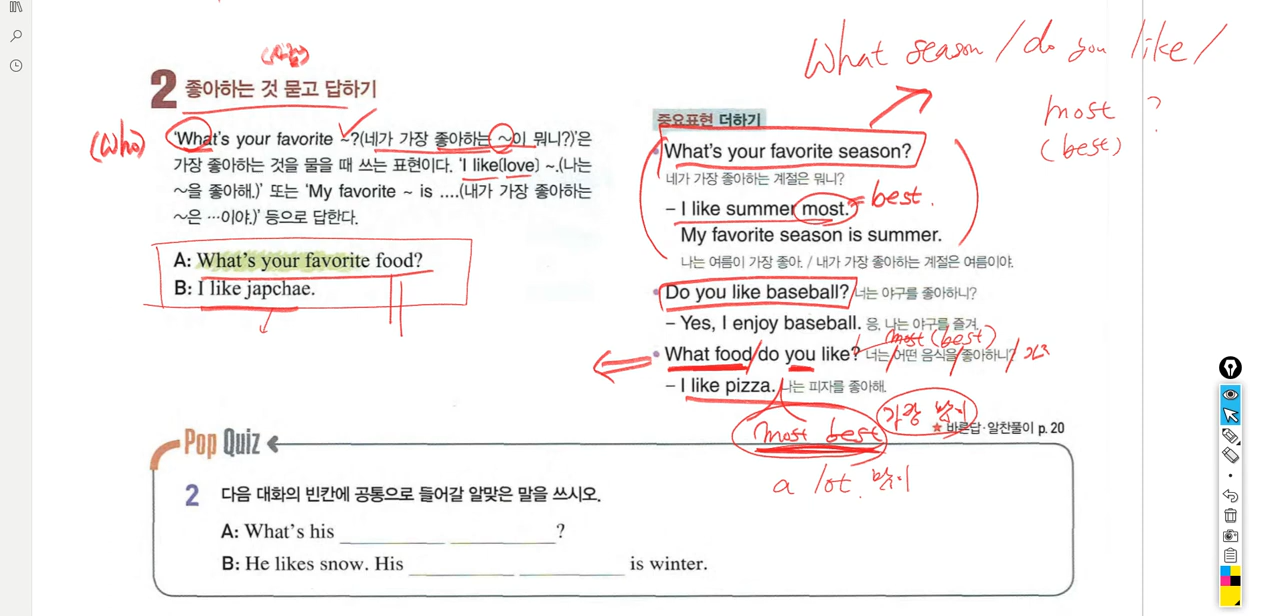 (사람)
2 좋아하는 것 묻고 답하기
(Who)
'What's your favorite ~?(네가 가장 좋아하는 ~이 뭐니?)'은
가장 좋아하는 것을 물을 때 쓰는 표현이다. 'I like(love) ~.(나는
~을 좋아해.)' 또는 'My favorite ~ is ....(내가 가장 좋아하는
~은 …이야.)' 등으로 답한다.
A: What's your favorite food?
B: I like japchae.
What season / do you like /
most ?
(best)
중요표현 더하기
• What's your favorite season?
네가 가장 좋아하는 계절은 뭐니?
– I like summer most. = best.
My favorite season is summer.
나는 여름이 가장 좋아. / 내가 가장 좋아하는 계절은 여름이야.
• Do you like baseball? 너는 야구를 좋아하니?
– Yes, I enjoy baseball. 응, 나는 야구를 즐겨.
most (best)
• What food / do you like? 너는 어떤 음식을 좋아하니?
– I like pizza. 나는 피자를 좋아해.
most best 가장 많이
★ 바른답·알찬풀이 p. 20
a lot. 많이
Pop Quiz
2 다음 대화의 빈칸에 공통으로 들어갈 알맞은 말을 쓰시오.
A: What's his __________ __________ ?
B: He likes snow. His __________ __________ is winter.